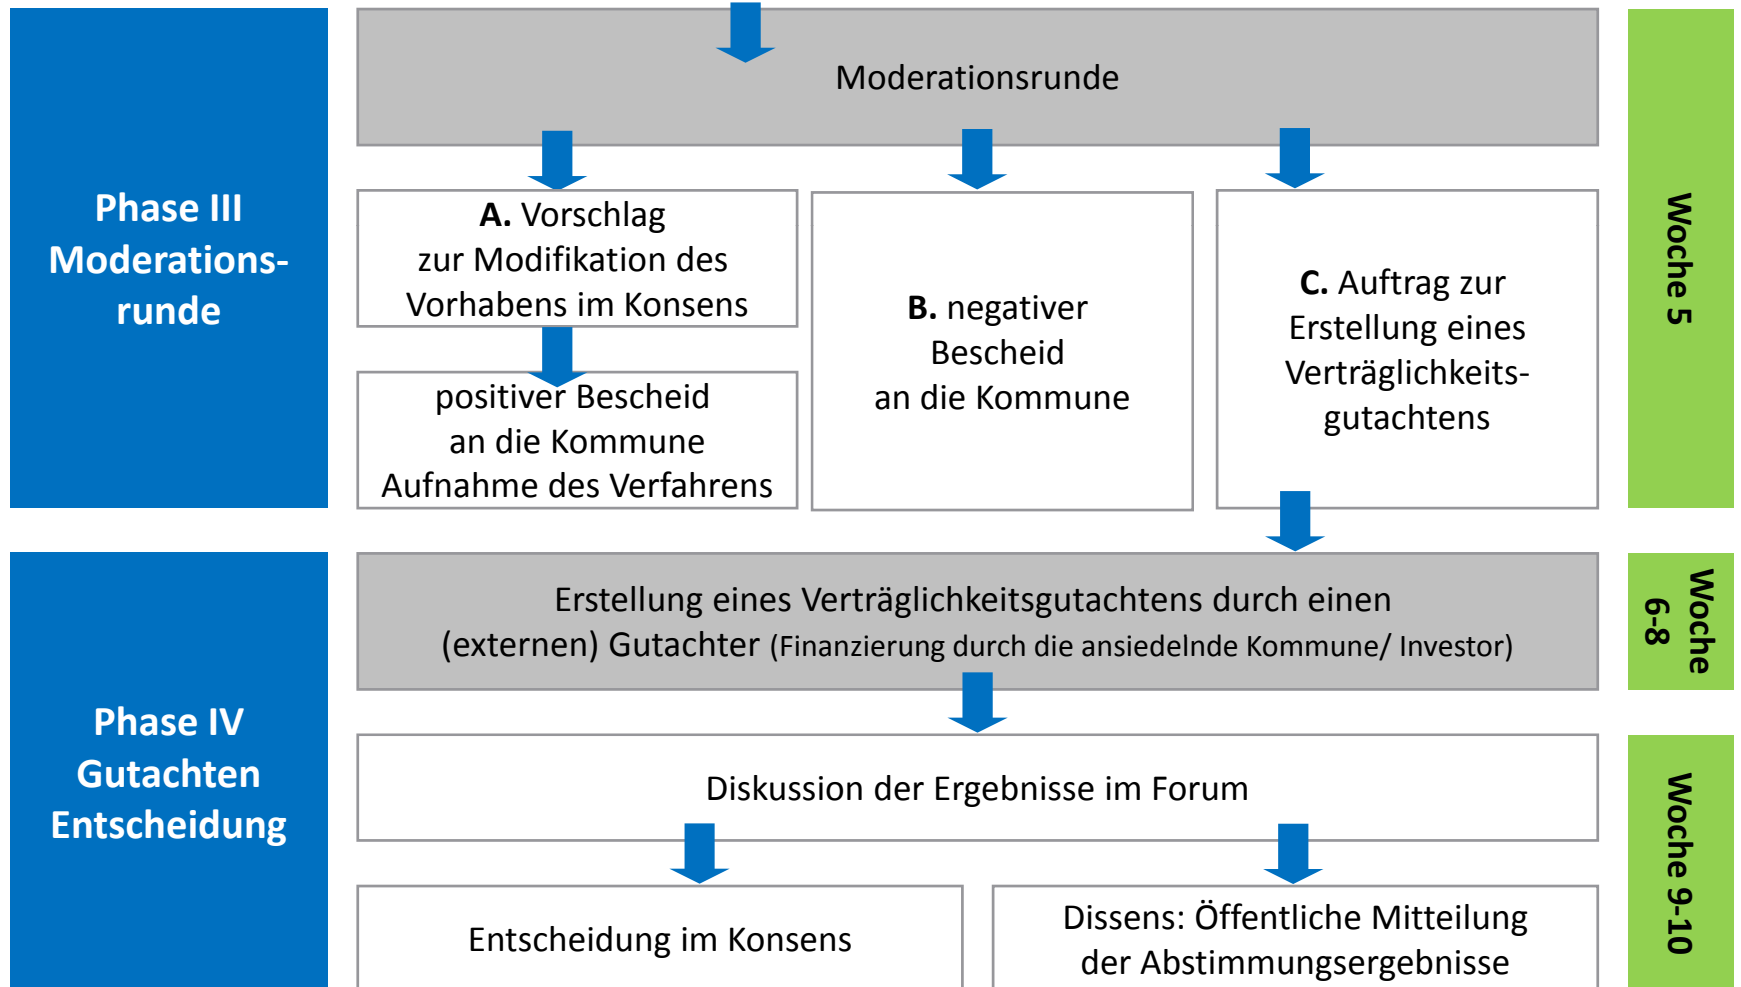 Phase III
Moderations-
runde
Moderationsrunde
A. Vorschlag
zur Modifikation des
Vorhabens im Konsens
positiver Bescheid
an die Kommune
Aufnahme des Verfahrens
B. negativer
Bescheid
an die Kommune
C. Auftrag zur
Erstellung eines
Verträglichkeits-
gutachtens
Woche 5
Phase IV
Gutachten
Entscheidung
Erstellung eines Verträglichkeitsgutachtens durch einen
(externen) Gutachter (Finanzierung durch die ansiedelnde Kommune/ Investor)
Woche
6-8
Diskussion der Ergebnisse im Forum
Entscheidung im Konsens
Dissens: Öffentliche Mitteilung
der Abstimmungsergebnisse
Woche 9-10